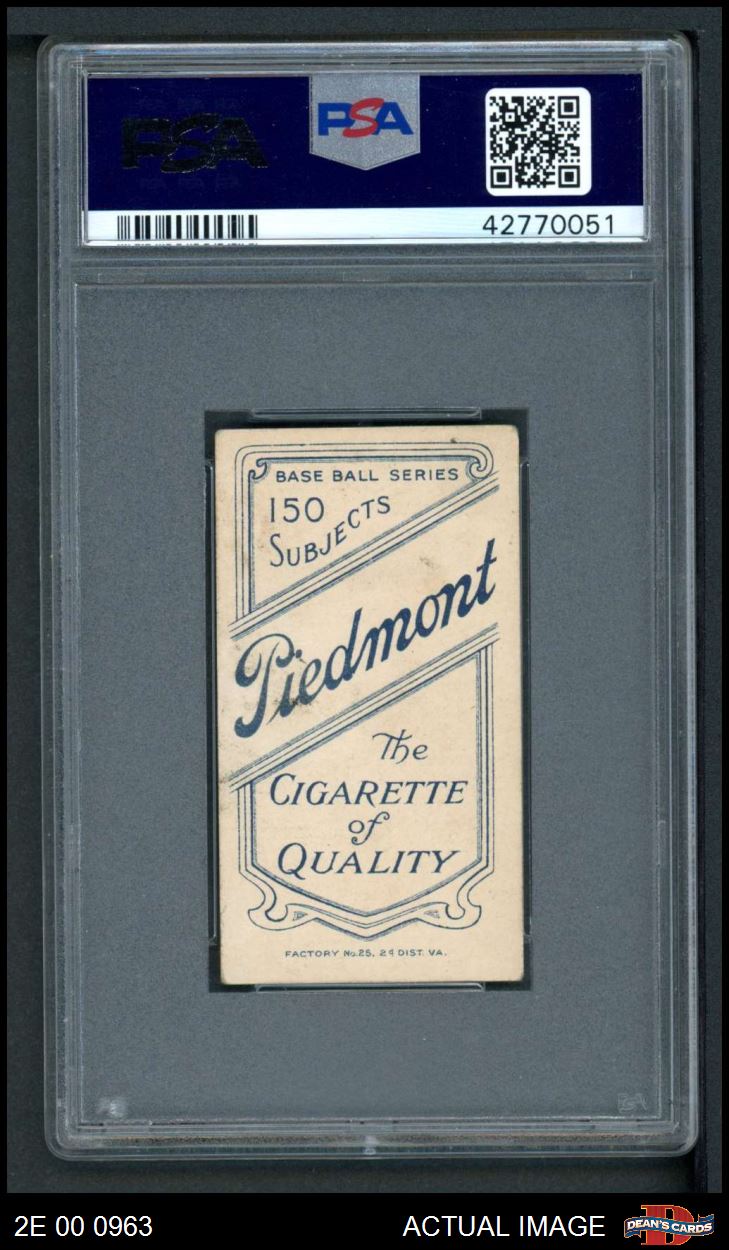 PSA
PSA
42770051
BASE BALL SERIES
150
SUBJECTS
Piedmont
The
CIGARETTE
of
QUALITY
FACTORY No.25, 2d DIST. VA.
2E 00 0963
ACTUAL IMAGE
DEAN'S CARDS